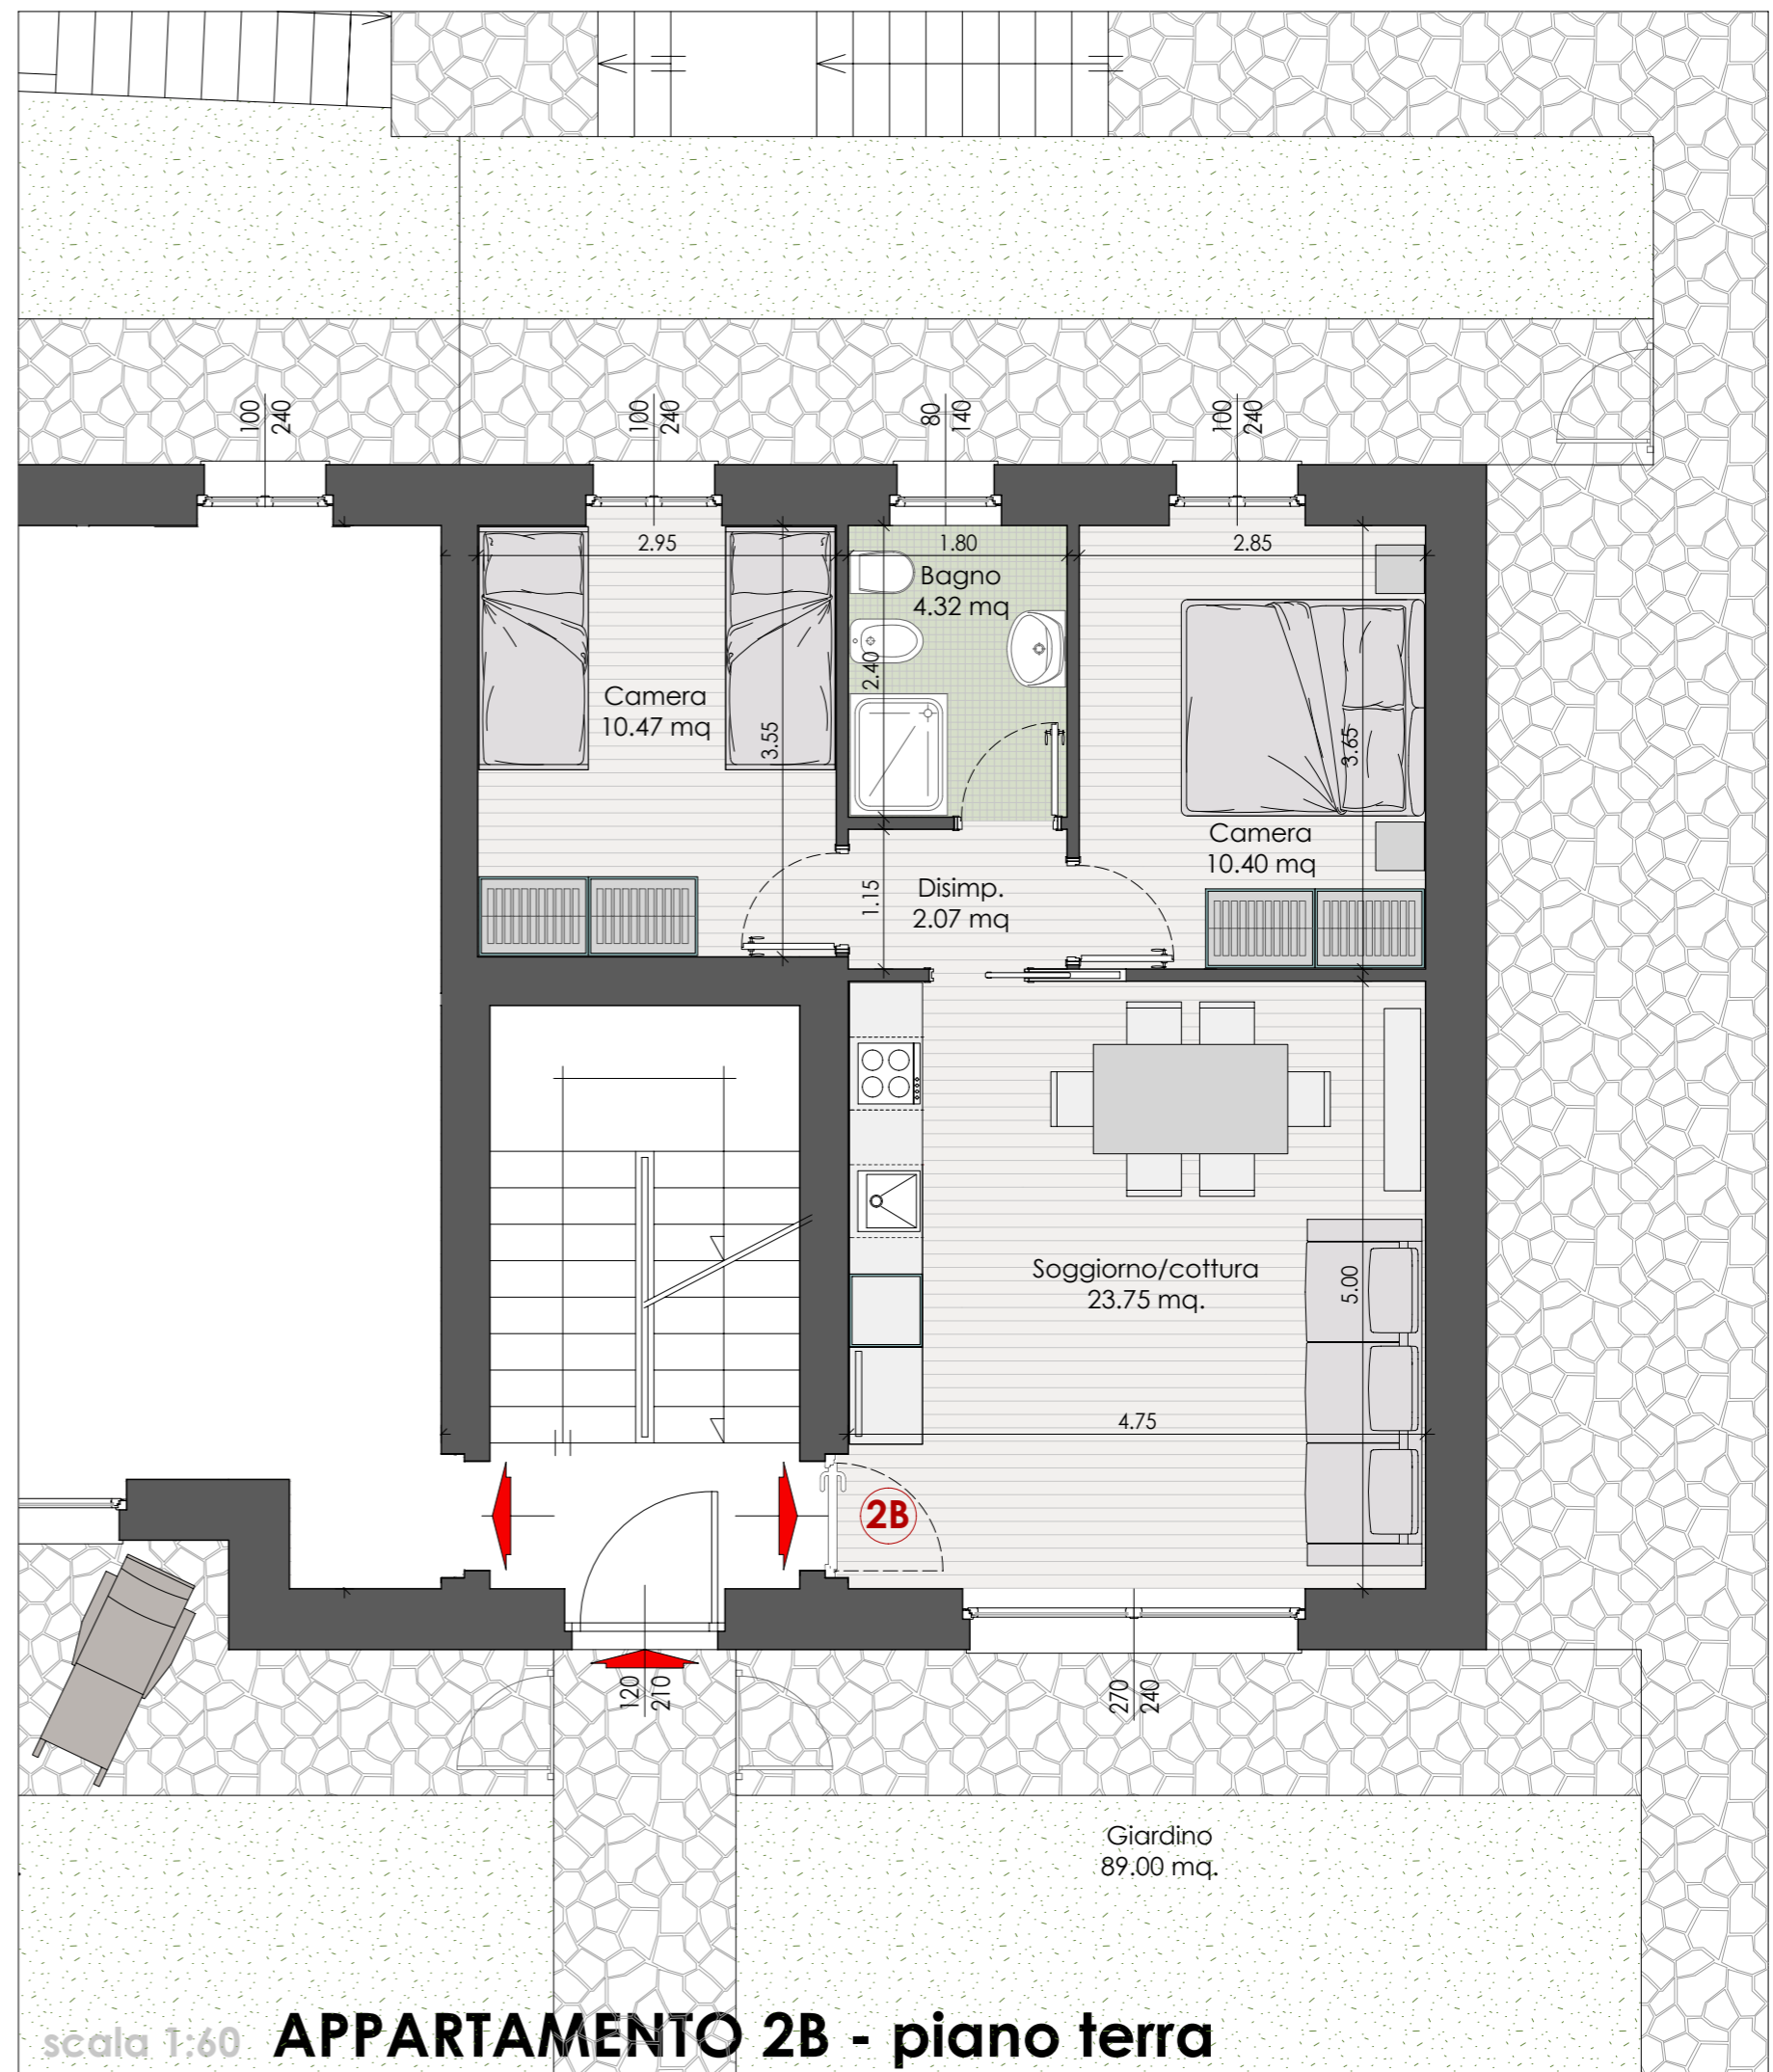 100
240
100
240
80
140
100
240
2.95
1.80
2.85
Bagno
4.32 mq
2.40
Camera
10.47 mq
3.55
3.65
Camera
10.40 mq
1.15
Disimp.
2.07 mq
Soggiorno/cottura
23.75 mq.
5.00
4.75
2B
120
210
270
240
Giardino
89.00 mq.
scala 1:60 APPARTAMENTO 2B - piano terra